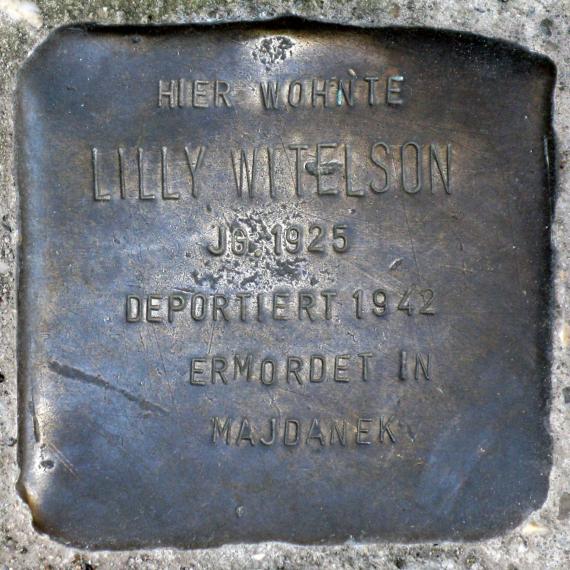 HIER WOHNTE
LILLY WITELSON
JG. 1925
DEPORTIERT 1942
ERMORDET IN
MAJDANEK